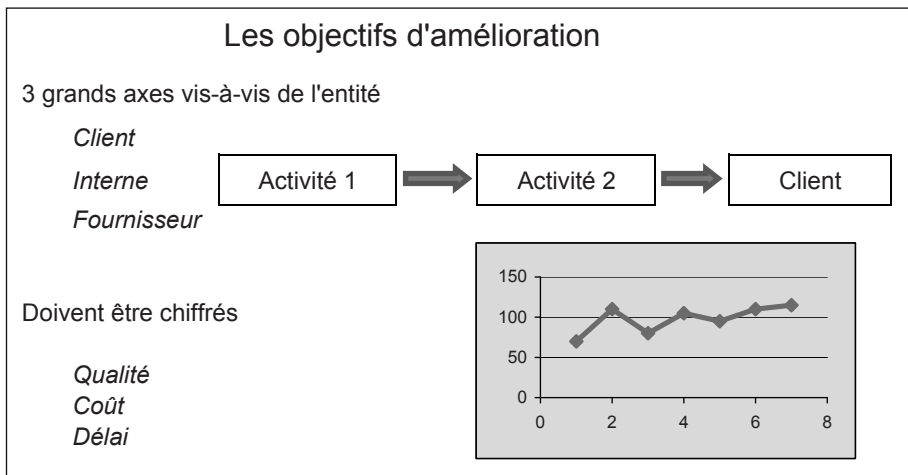 Les objectifs d'amélioration
3 grands axes vis-à-vis de l'entité
Client
Interne
Fournisseur
Activité 1
Activité 2
Client
Doivent être chiffrés
Qualité
Coût
Délai
150
100
50
0
0 2 4 6 8